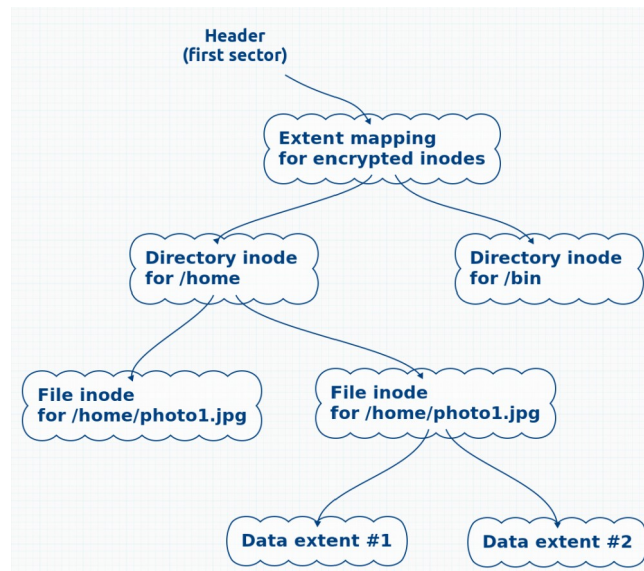 Header
(first sector)
Extent mapping
for encrypted inodes
Directory inode
for /home
Directory inode
for /bin
File inode
for /home/photo1.jpg
File inode
for /home/photo1.jpg
Data extent #1
Data extent #2